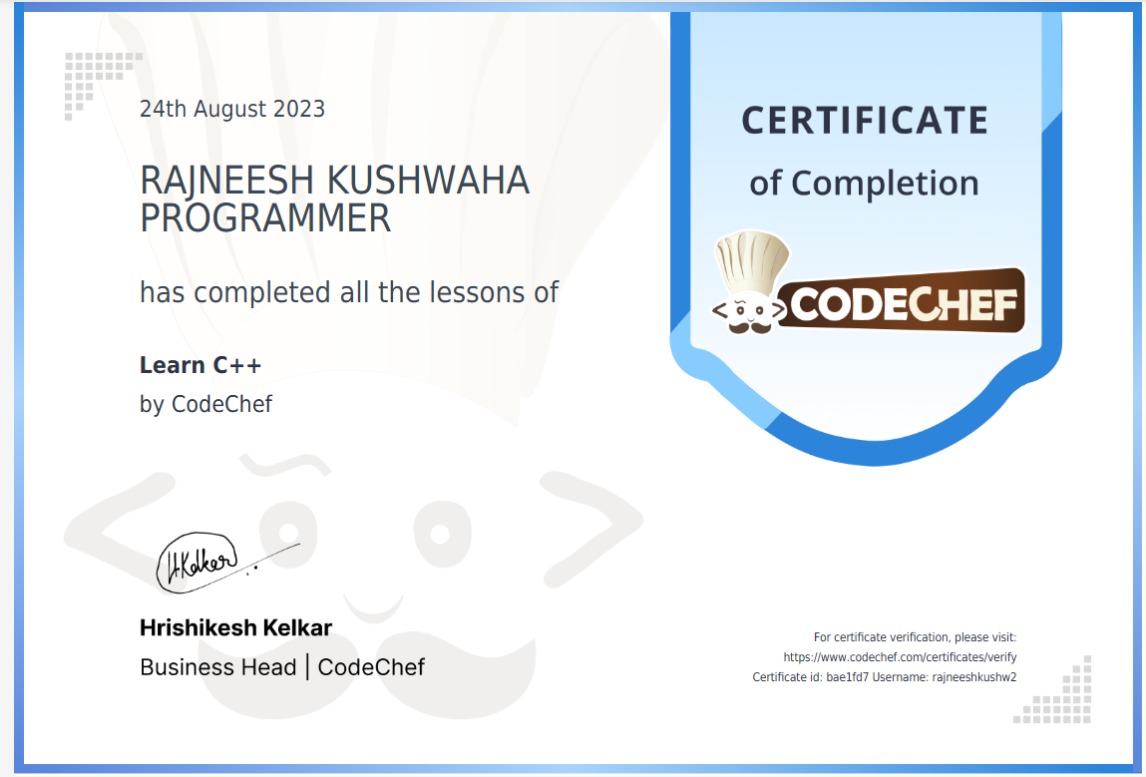 24th August 2023
RAJNEESH KUSHWAHA
PROGRAMMER
has completed all the lessons of
Learn C++
by CodeChef
HKelkar
Hrishikesh Kelkar
Business Head | CodeChef
CERTIFICATE
of Completion
CODECHEF
For certificate verification, please visit:
https://www.codechef.com/certificates/verify
Certificate id: bae1fd7 Username: rajneeshkushw2